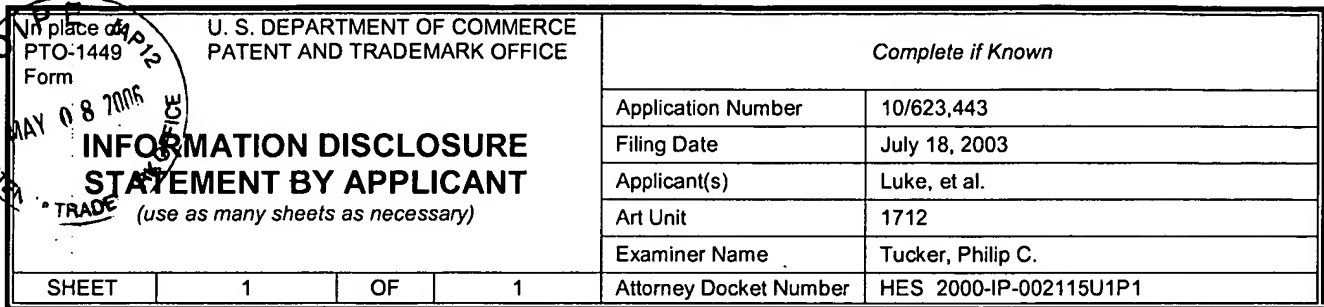 In place of U. S. DEPARTMENT OF COMMERCE
PTO-1449 PATENT AND TRADEMARK OFFICE
Form
MAY 08 2006
INFORMATION DISCLOSURE
STATEMENT BY APPLICANT
(use as many sheets as necessary)
TRADE
SHEET 1 OF 1
Complete if Known
Application Number 10/623,443
Filing Date July 18, 2003
Applicant(s) Luke, et al.
Art Unit 1712
Examiner Name Tucker, Philip C.
Attorney Docket Number HES 2000-IP-002115U1P1